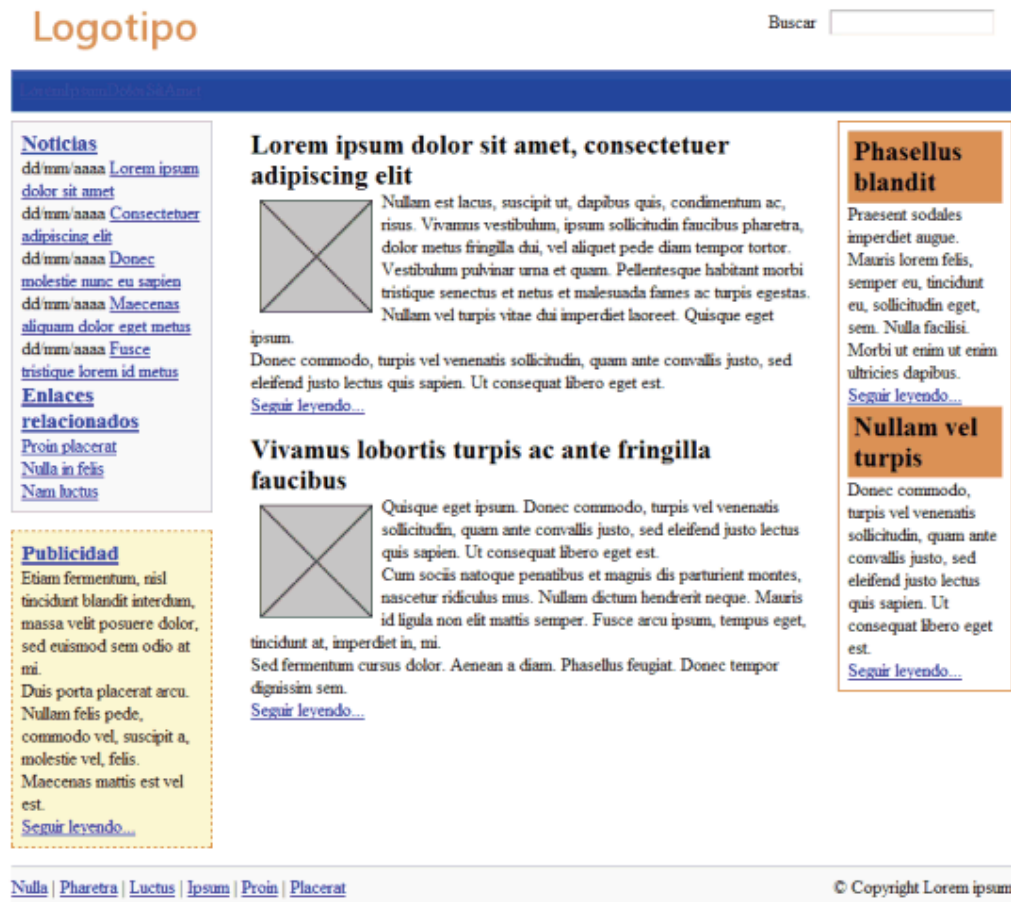 Logotipo
Buscar
LoremIpsumDolorSitAmet
Noticias
dd/mm/aaaa Lorem ipsum
dolor sit amet
dd/mm/aaaa Consectetuer
adipiscing elit
dd/mm/aaaa Donec
molestie nunc eu sapien
dd/mm/aaaa Maecenas
aliquam dolor eget metus
dd/mm/aaaa Fusce
tristique lorem id metus
Enlaces
relacionados
Proin placerat
Nulla in felis
Nam luctus
Publicidad
Etiam fermentum, nisl
tincidunt blandit interdum,
massa velit posuere dolor,
sed euismod sem odio at
mi.
Duis porta placerat arcu.
Nullam felis pede,
commodo vel, suscipit a,
molestie vel, felis.
Maecenas mattis est vel
est.
Seguir leyendo...
Lorem ipsum dolor sit amet, consectetuer
adipiscing elit
Nullam est lacus, suscipit ut, dapibus quis, condimentum ac,
risus. Vivamus vestibulum, ipsum sollicitudin faucibus pharetra,
dolor metus fringilla dui, vel aliquet pede diam tempor tortor.
Vestibulum pulvinar urna et quam. Pellentesque habitant morbi
tristique senectus et netus et malesuada fames ac turpis egestas.
Nullam vel turpis vitae dui imperdiet laoreet. Quisque eget
ipsum.
Donec commodo, turpis vel venenatis sollicitudin, quam ante convallis justo, sed
eleifend justo lectus quis sapien. Ut consequat libero eget est.
Seguir leyendo...
Vivamus lobortis turpis ac ante fringilla
faucibus
Quisque eget ipsum. Donec commodo, turpis vel venenatis
sollicitudin, quam ante convallis justo, sed eleifend justo lectus
quis sapien. Ut consequat libero eget est.
Cum sociis natoque penatibus et magnis dis parturient montes,
nascetur ridiculus mus. Nullam dictum hendrerit neque. Mauris
id ligula non elit mattis semper. Fusce arcu ipsum, tempus eget,
tincidunt at, imperdiet in, mi.
Sed fermentum cursus dolor. Aenean a diam. Phasellus feugiat. Donec tempor
dignissim sem.
Seguir leyendo...
Phasellus
blandit
Praesent sodales
imperdiet augue.
Mauris lorem felis,
semper eu, tincidunt
eu, sollicitudin eget,
sem. Nulla facilisi.
Morbi ut enim ut enim
ultricies dapibus.
Seguir leyendo...
Nullam vel
turpis
Donec commodo,
turpis vel venenatis
sollicitudin, quam ante
convallis justo, sed
eleifend justo lectus
quis sapien. Ut
consequat libero eget
est.
Seguir leyendo...
Nulla | Pharetra | Luctus | Ipsum | Proin | Placerat
© Copyright Lorem ipsum